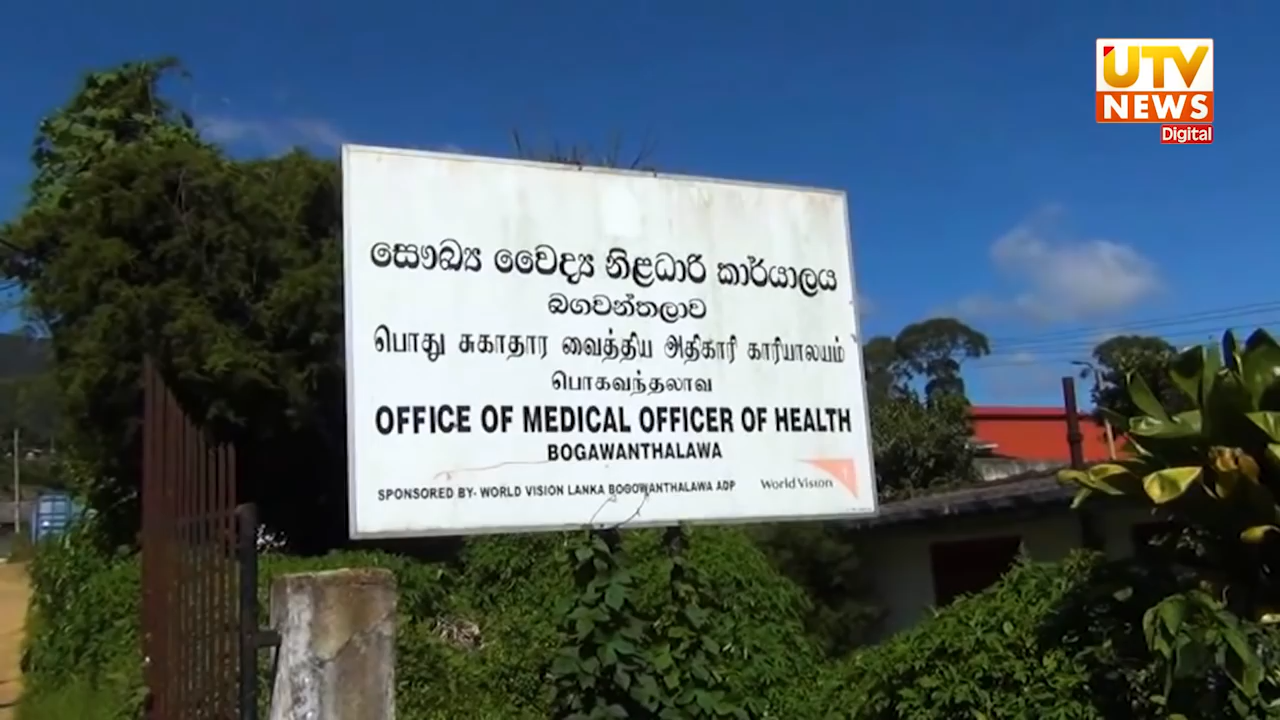 UTV
NEWS
Digital
සෞඛ්‍ය වෛද්‍ය නිළධාරී කාර්යාලය
බගවන්තලාව
பொது சுகாதார வைத்திய அதிகாரி காரியாலயம்
பொகவந்தலாவ
OFFICE OF MEDICAL OFFICER OF HEALTH
BOGAWANTHALAWA
SPONSORED BY- WORLD VISION LANKA BOGOWANTHALAWA ADP
World Vision